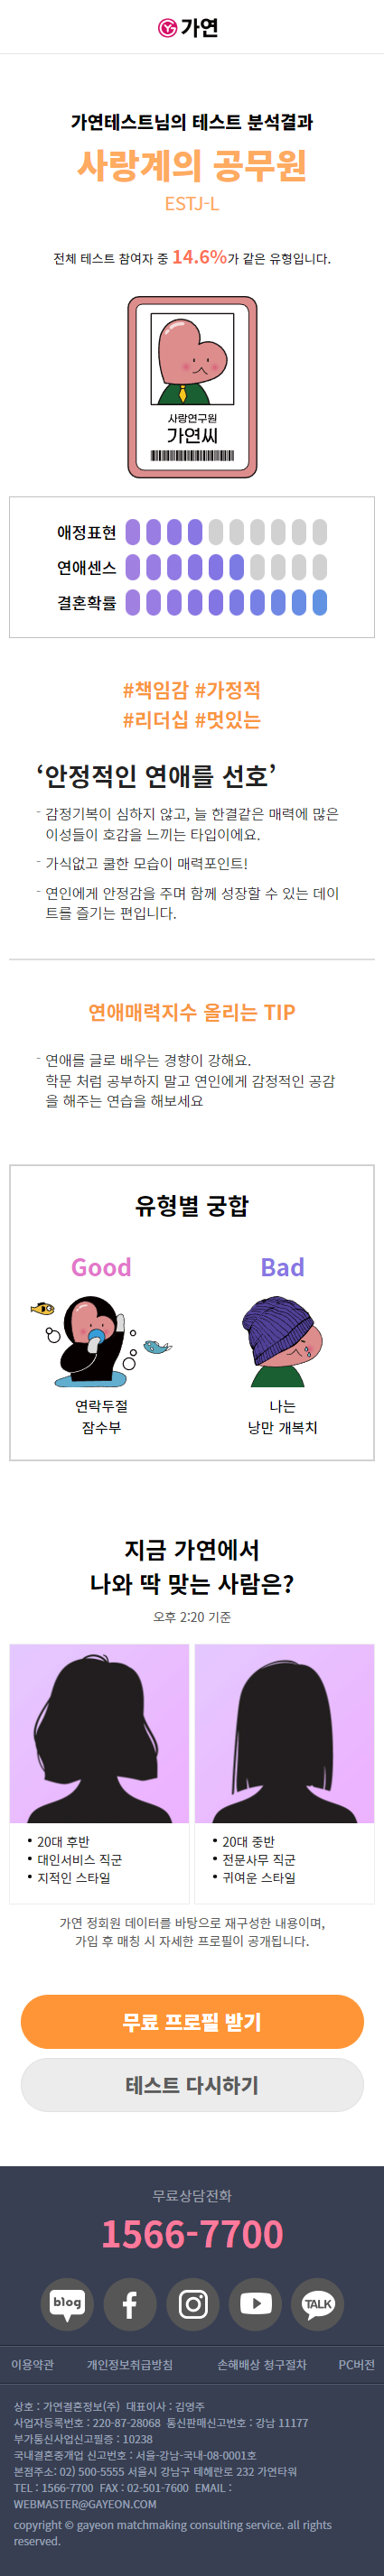 가연
가연테스트님의 테스트 분석결과
사랑계의 공무원
ESTJ-L
전체 테스트 참여자 중 14.6%가 같은 유형입니다.
사랑연구원
가연씨
애정표현
연애센스
결혼확률
#책임감 #가정적
#리더십 #멋있는
‘안정적인 연애를 선호’
- 감정기복이 심하지 않고, 늘 한결같은 매력에 많은
이성들이 호감을 느끼는 타입이에요.
- 가식없고 쿨한 모습이 매력포인트!
- 연인에게 안정감을 주며 함께 성장할 수 있는 데이
트를 즐기는 편입니다.
연애매력지수 올리는 TIP
- 연애를 글로 배우는 경향이 강해요.
학문 처럼 공부하지 말고 연인에게 감정적인 공감
을 해주는 연습을 해보세요
유형별 궁합
Good Bad
연락두절 나는
잠수부 낭만 개복치
지금 가연에서
나와 딱 맞는 사람은?
오후 2:20 기준
• 20대 후반
• 대인서비스 직군
• 지적인 스타일
• 20대 중반
• 전문사무 직군
• 귀여운 스타일
가연 정회원 데이터를 바탕으로 재구성한 내용이며,
가입 후 매칭 시 자세한 프로필이 공개됩니다.
무료 프로필 받기
테스트 다시하기
무료상담전화
1566-7700
blog f TALK
이용약관 개인정보취급방침 손해배상 청구절차 PC버전
상호 : 가연결혼정보(주) 대표이사 : 김영주
사업자등록번호 : 220-87-28068 통신판매신고번호 : 강남 11177
부가통신사업신고필증 : 10238
국내결혼중개업 신고번호 : 서울-강남-국내-08-0001호
본점주소: 02) 500-5555 서울시 강남구 테헤란로 232 가연타워
TEL : 1566-7700 FAX : 02-501-7600 EMAIL :
WEBMASTER@GAYEON.COM
copyright © gayeon matchmaking consulting service. all rights
reserved.